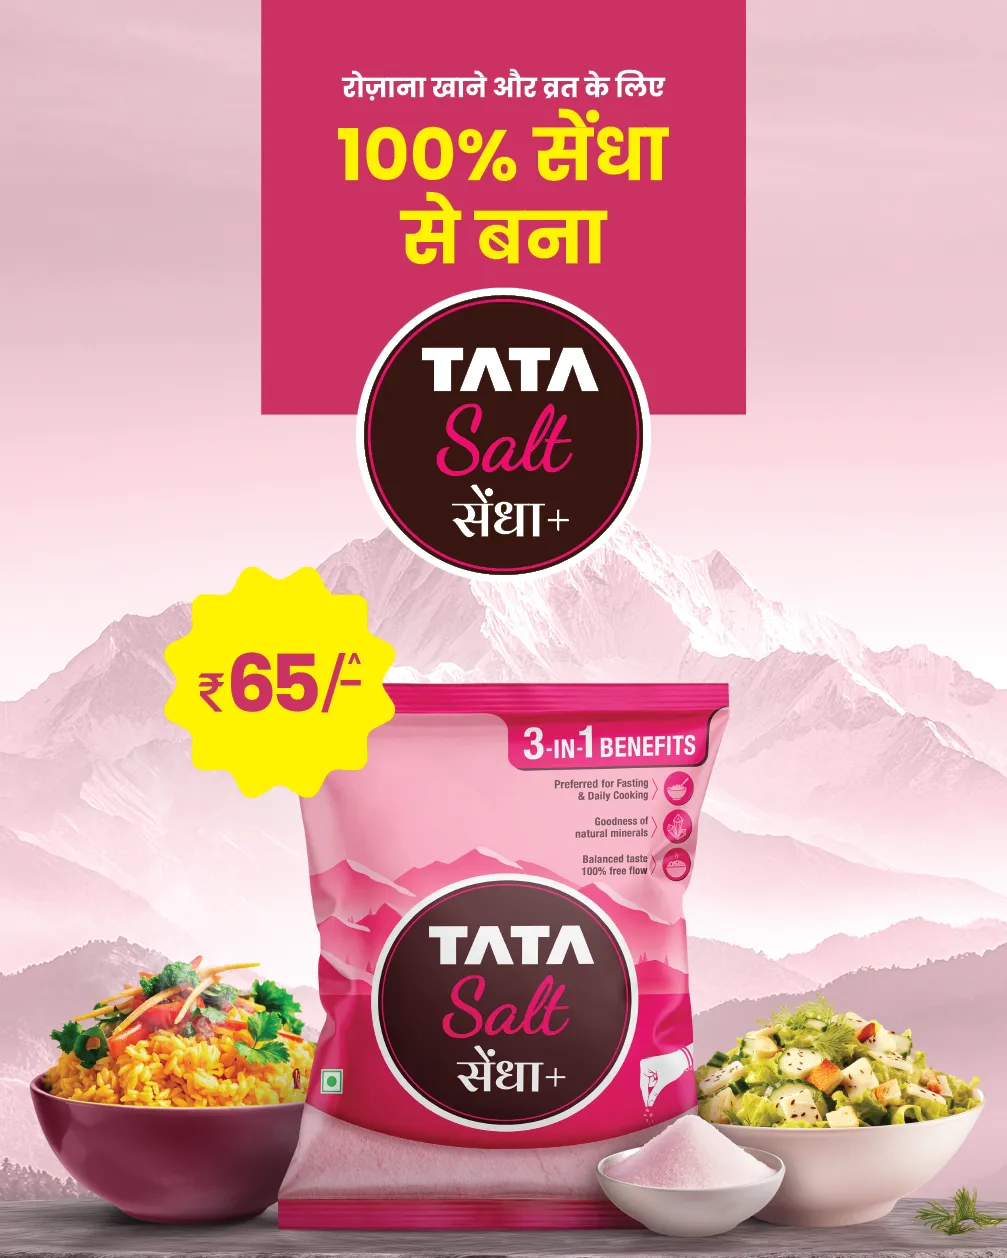 रोज़ाना खाने और व्रत के लिए
100% सेंधा
से बना
TATA
Salt
सेंधा+
₹65/-^
3-IN-1 BENEFITS
Preferred for Fasting
& Daily Cooking
Goodness of
natural minerals
Balanced taste
100% free flow
TATA
Salt
सेंधा+